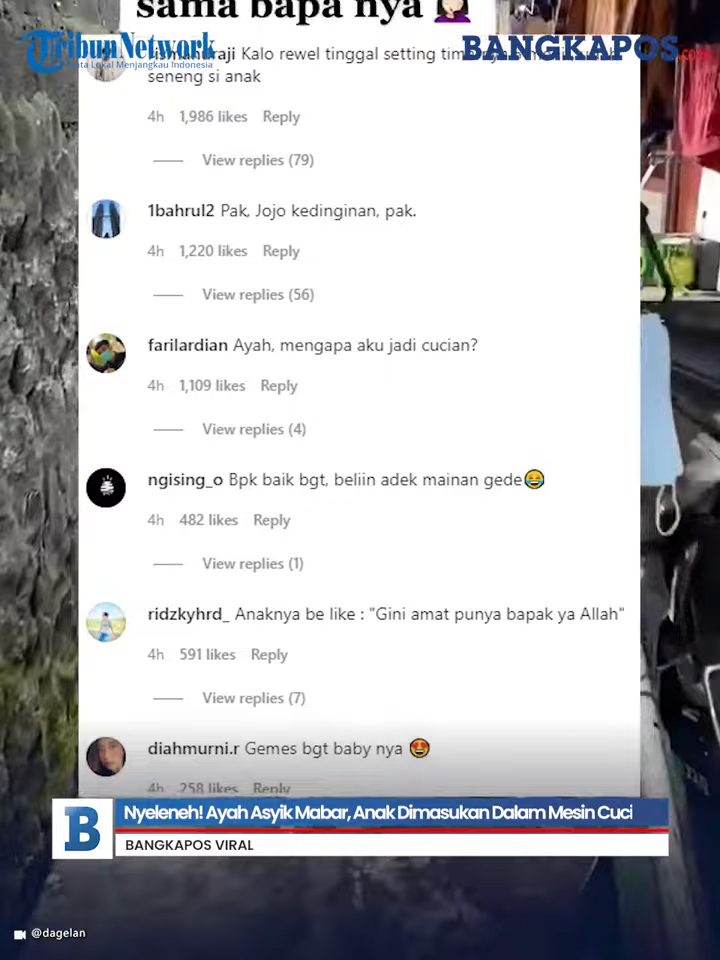 sama bapa nya 🤦🏻‍♀️
Tribun Network
Berita Lokal Menjangkau Indonesia
BANGKAPOS.com
Kalo rewel tinggal setting
seneng si anak
4h 1,986 likes Reply
View replies (79)
1bahrul2 Pak, Jojo kedinginan, pak.
4h 1,220 likes Reply
View replies (56)
farilardian Ayah, mengapa aku jadi cucian?
4h 1,109 likes Reply
View replies (4)
ngising_o Bpk baik bgt, beliin adek mainan gede😂
4h 482 likes Reply
View replies (1)
ridzkyhrd_ Anaknya be like : "Gini amat punya bapak ya Allah"
4h 591 likes Reply
View replies (7)
diahmurni.r Gemes bgt baby nya 😍
4h 258 likes Reply
B
Nyeleneh! Ayah Asyik Mabar, Anak Dimasukan Dalam Mesin Cuci
BANGKAPOS VIRAL
@dagelan